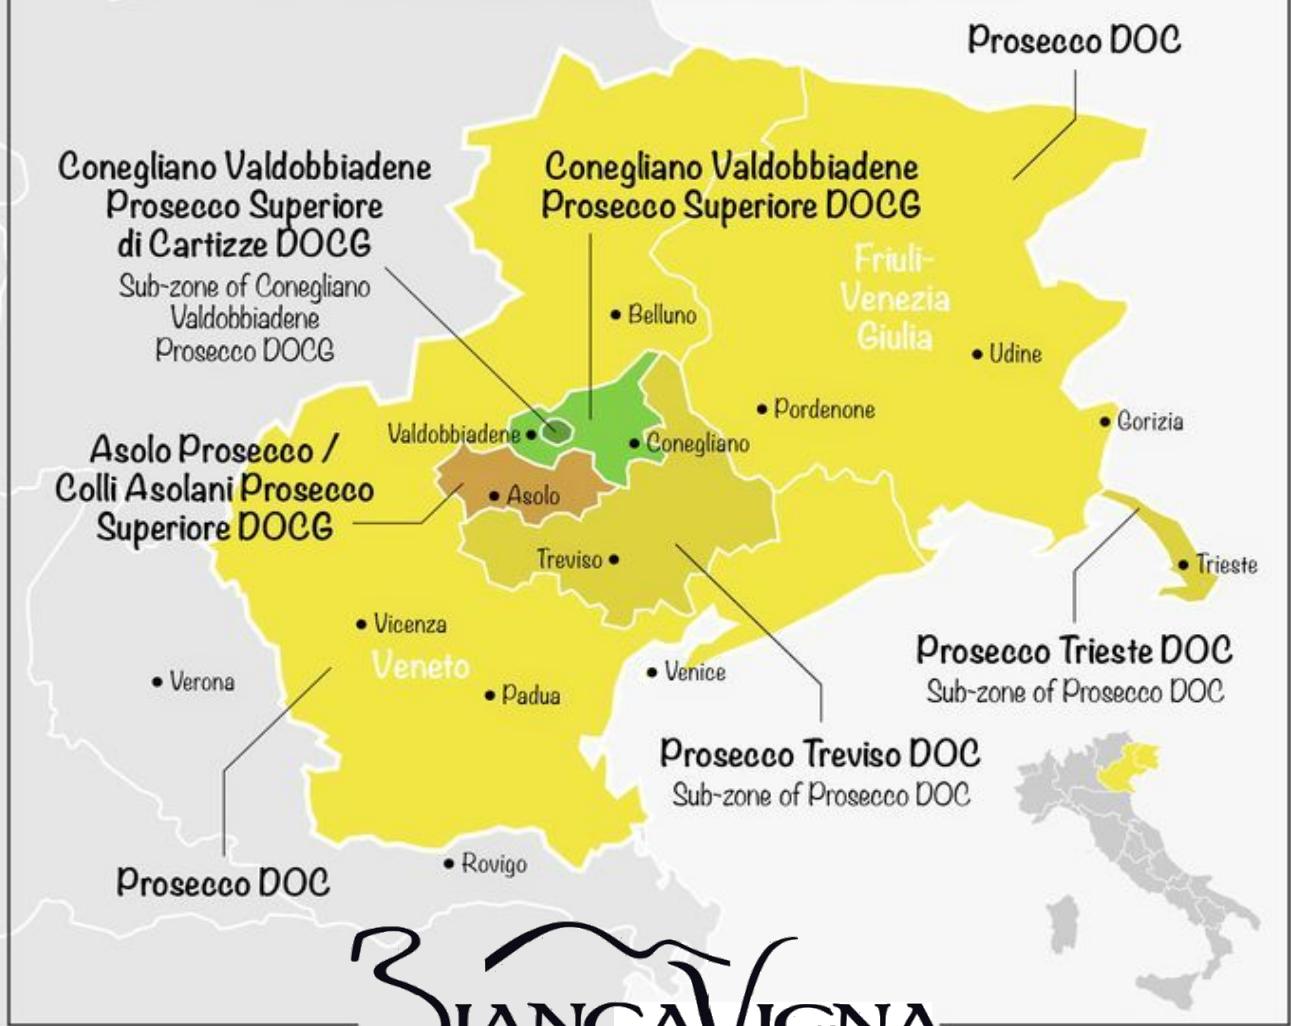 Prosecco DOC
Conegliano Valdobbiadene
Prosecco Superiore
di Cartizze DOCG
Sub-zone of Conegliano
Valdobbiadene
Prosecco DOCG
Conegliano Valdobbiadene
Prosecco Superiore DOCG
Friuli-
Venezia
Giulia
Belluno
Udine
Pordenone
Gorizia
Valdobbiadene
Conegliano
Asolo Prosecco /
Colli Asolani Prosecco
Superiore DOCG
Asolo
Treviso
Trieste
Vicenza
Veneto
Verona
Padua
Venice
Prosecco Trieste DOC
Sub-zone of Prosecco DOC
Prosecco Treviso DOC
Sub-zone of Prosecco DOC
Rovigo
Prosecco DOC
BIANCAVIGNA